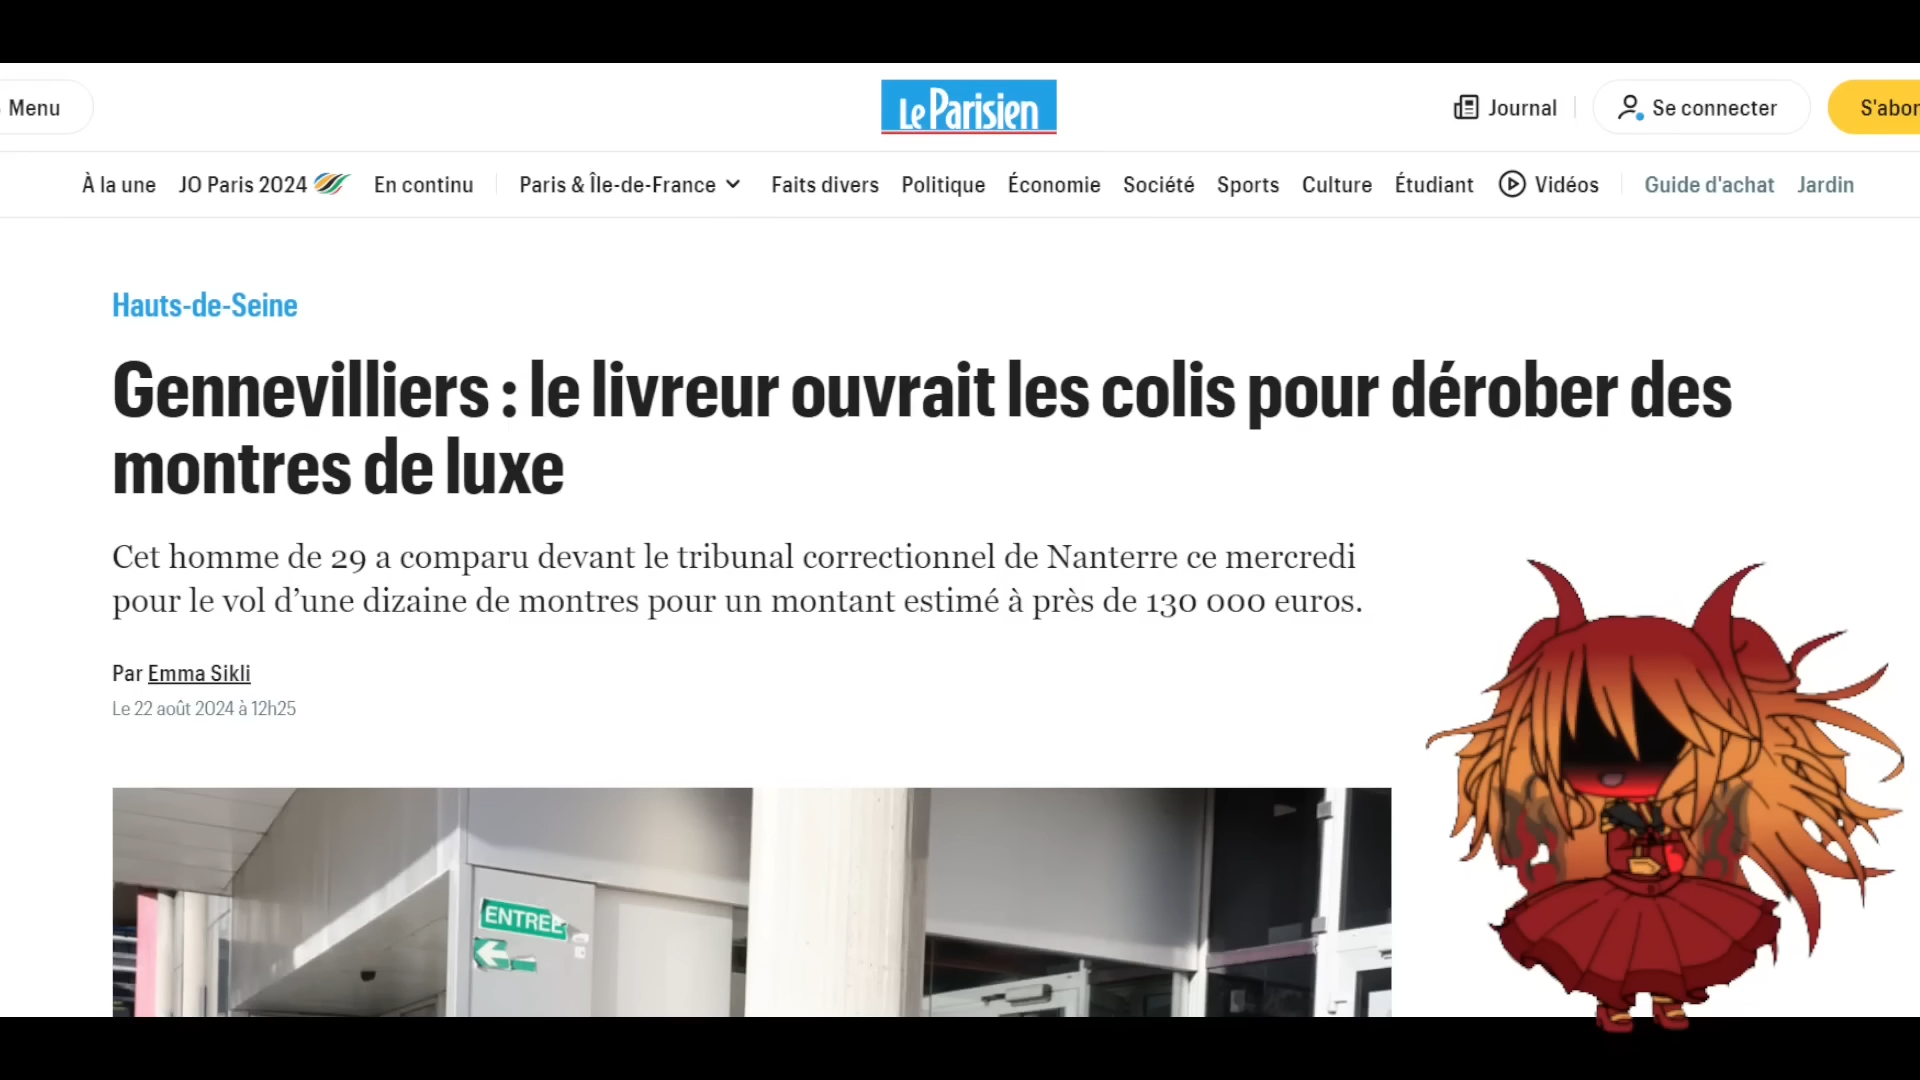 Menu
Le Parisien
Journal
Se connecter
S'abon
À la une
JO Paris 2024
En continu
Paris & Île-de-France
Faits divers
Politique
Économie
Société
Sports
Culture
Étudiant
Vidéos
Guide d'achat
Jardin
Hauts-de-Seine
Gennevilliers : le livreur ouvrait les colis pour dérober des
montres de luxe
Cet homme de 29 a comparu devant le tribunal correctionnel de Nanterre ce mercredi
pour le vol d’une dizaine de montres pour un montant estimé à près de 130 000 euros.
Par Emma Sikli
Le 22 août 2024 à 12h25
ENTREE